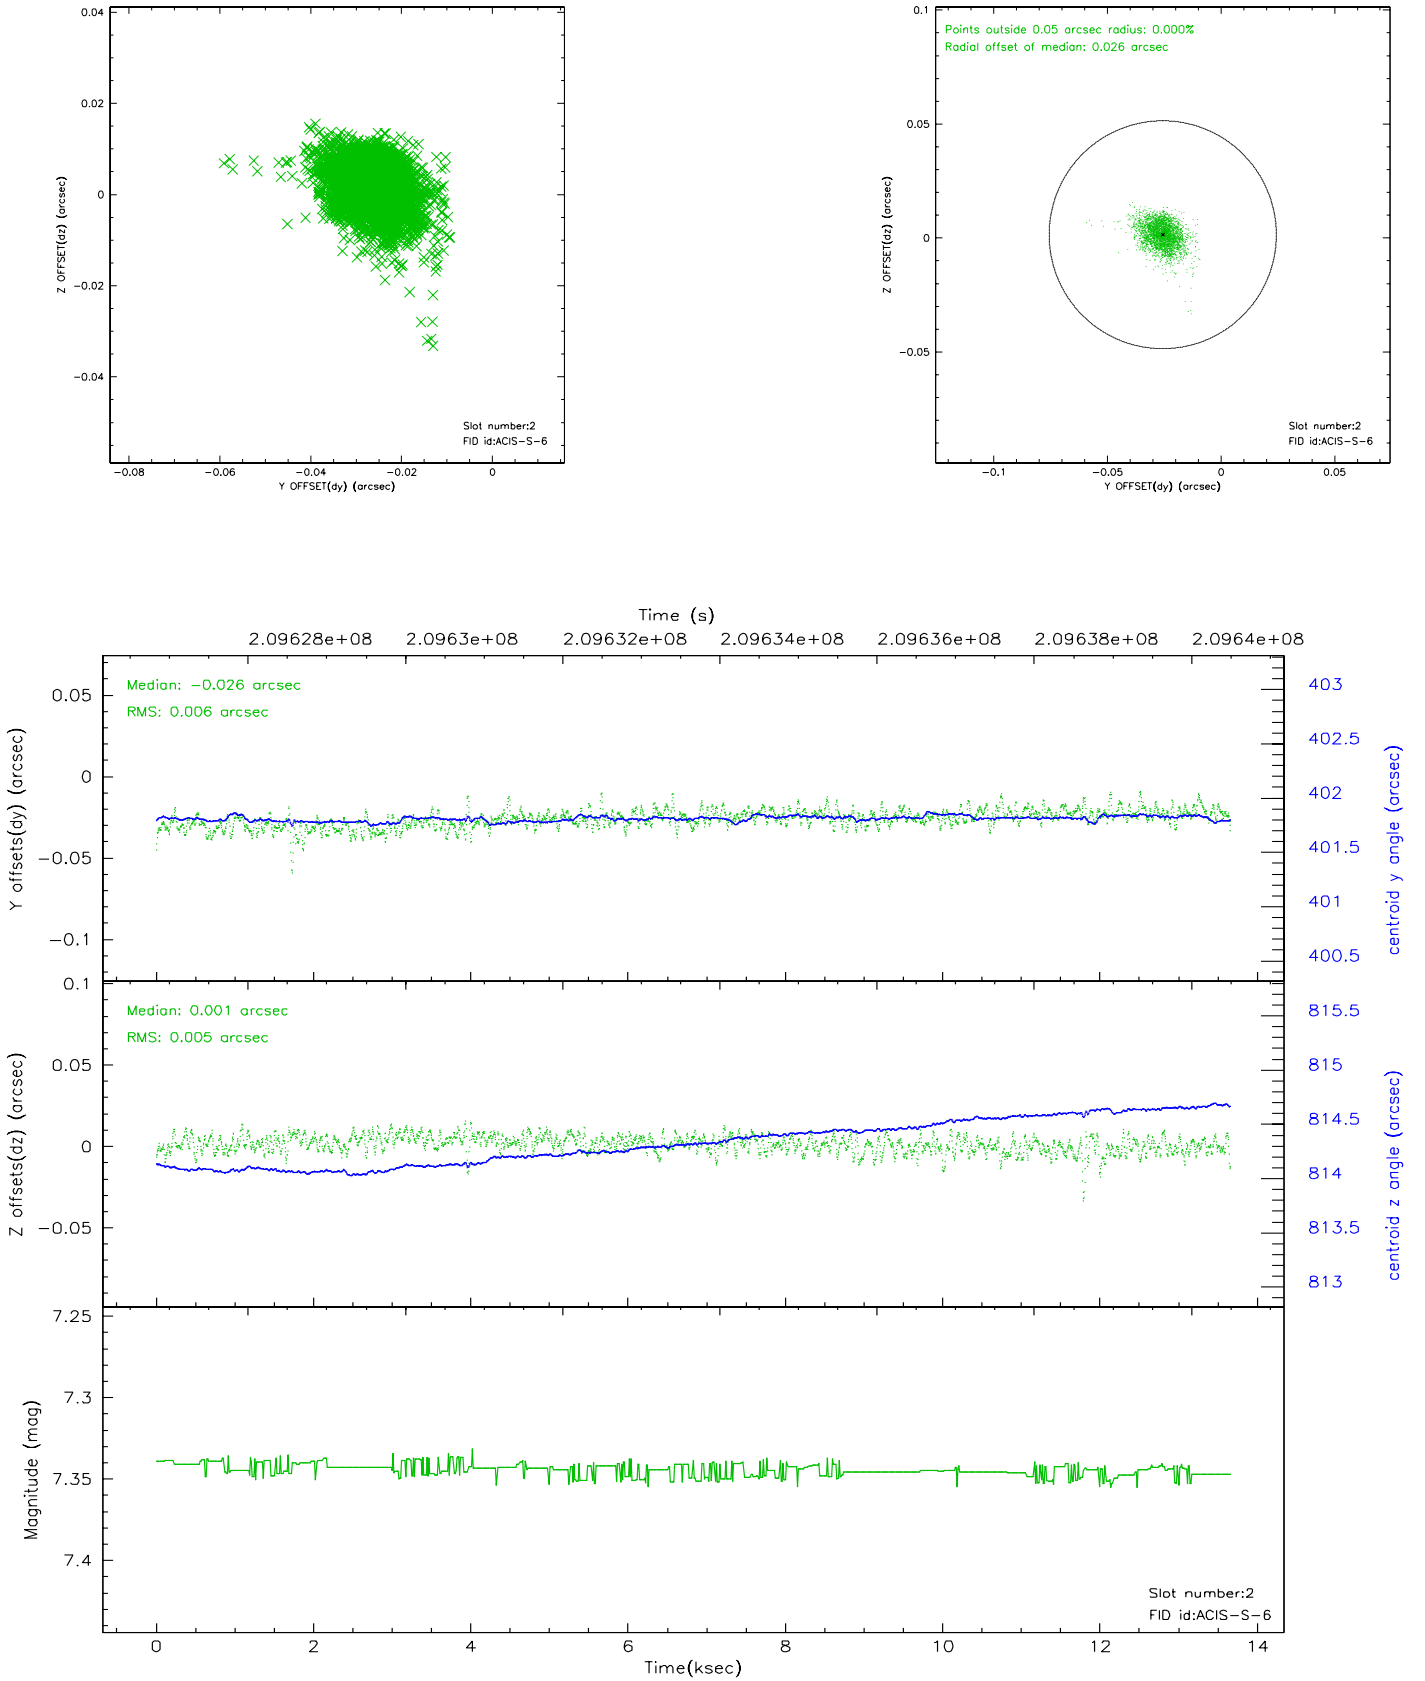 0.04
0.02
0
−0.02
−0.04
Z OFFSET(dz) (arcsec)
Slot number:2
FID id:ACIS−S−6
−0.08
−0.06
−0.04
−0.02
0
Y OFFSET(dy) (arcsec)
0.1
0.05
0
−0.05
Z OFFSET(dz) (arcsec)
Points outside 0.05 arcsec radius: 0.000%
Radial offset of median: 0.026 arcsec
Slot number:2
FID id:ACIS−S−6
−0.1
−0.05
0
0.05
Y OFFSET(dy) (arcsec)
Time (s)
2.09628e+08
2.0963e+08
2.09632e+08
2.09634e+08
2.09636e+08
2.09638e+08
2.0964e+08
Median: −0.026 arcsec
RMS: 0.006 arcsec
0.05
0
−0.05
−0.1
Y offsets(dy) (arcsec)
403
402.5
402
401.5
401
400.5
centroid y angle (arcsec)
Median: 0.001 arcsec
RMS: 0.005 arcsec
0.1
0.05
0
−0.05
Z offsets(dz) (arcsec)
815.5
815
814.5
814
813.5
813
centroid z angle (arcsec)
7.25
7.3
7.35
7.4
Magnitude (mag)
Slot number:2
FID id:ACIS−S−6
0
2
4
6
8
10
12
14
Time(ksec)